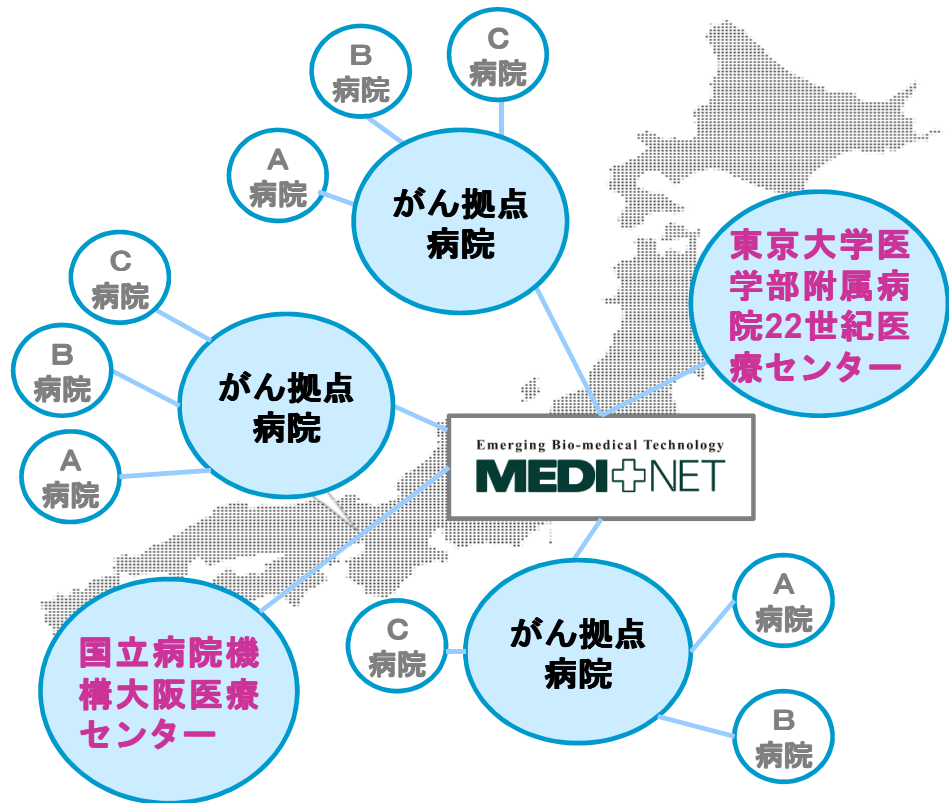 C
病院
B
病院
A
病院
がん拠点
病院
東京大学医
学部附属病
院22世紀医
療センター
C
病院
B
病院
A
病院
がん拠点
病院
Emerging Bio-medical Technology
MEDI+NET
国立病院機
構大阪医療
センター
C
病院
がん拠点
病院
A
病院
B
病院